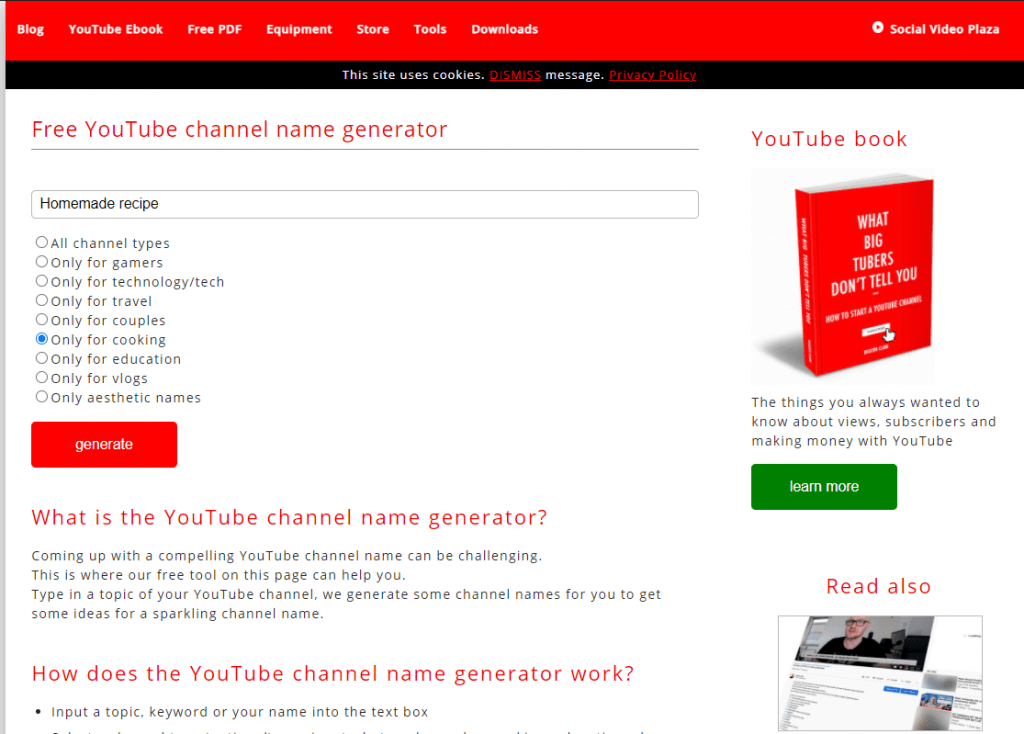 Blog YouTube Ebook Free PDF Equipment Store Tools Downloads Social Video Plaza
This site uses cookies. DISMISS message. Privacy Policy
Free YouTube channel name generator
Homemade recipe
All channel types
Only for gamers
Only for technology/tech
Only for travel
Only for couples
Only for cooking
Only for education
Only for vlogs
Only aesthetic names
generate
What is the YouTube channel name generator?
Coming up with a compelling YouTube channel name can be challenging.
This is where our free tool on this page can help you.
Type in a topic of your YouTube channel, we generate some channel names for you to get
some ideas for a sparkling channel name.
How does the YouTube channel name generator work?
• Input a topic, keyword or your name into the text box
YouTube book
WHAT BIG TUBERS DON'T TELL YOU
WHAT
BIG
TUBERS
DON'T TELL YOU
HOW TO START A YOUTUBE CHANNEL
The things you always wanted to
know about views, subscribers and
making money with YouTube
learn more
Read also